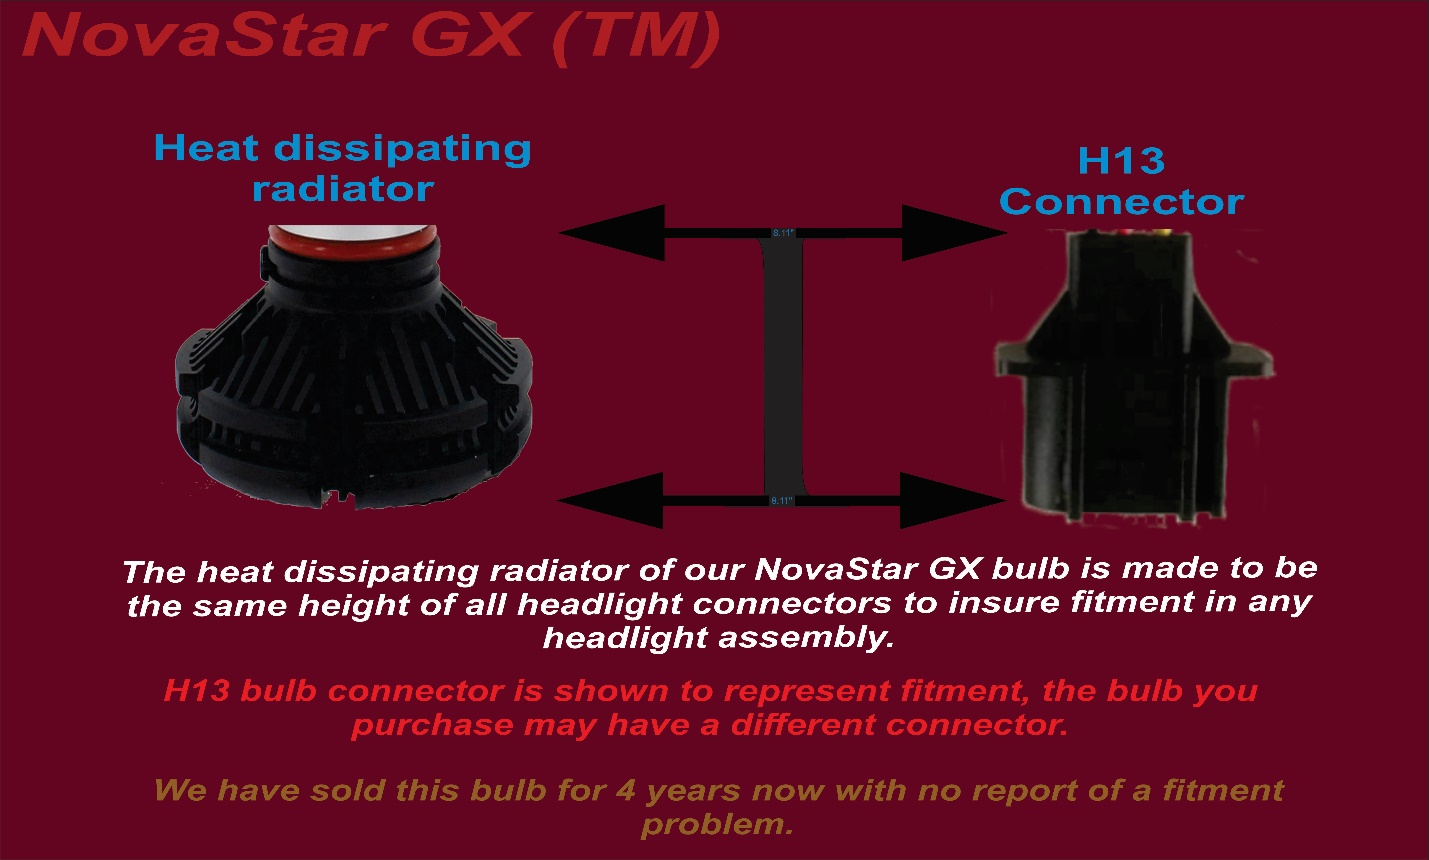 NovaStar GX (TM)
Heat dissipating
radiator
H13
Connector
8.11"
8.11"
The heat dissipating radiator of our NovaStar GX bulb is made to be
the same height of all headlight connectors to insure fitment in any
headlight assembly.
H13 bulb connector is shown to represent fitment, the bulb you
purchase may have a different connector.
We have sold this bulb for 4 years now with no report of a fitment
problem.